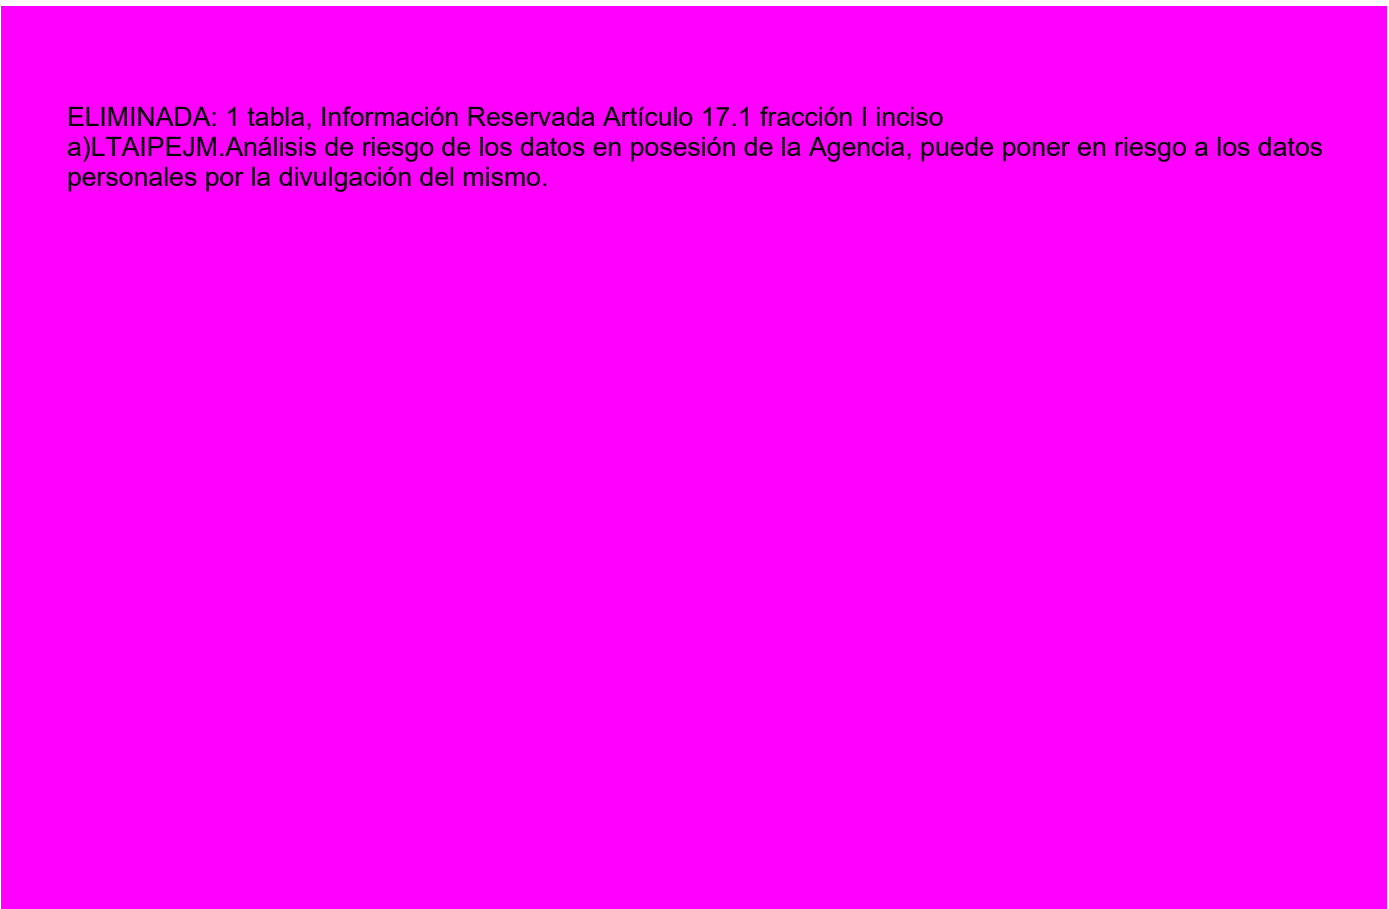 ELIMINADA: 1 tabla, Información Reservada Artículo 17.1 fracción I inciso
a)LTAIPEJM.Análisis de riesgo de los datos en posesión de la Agencia, puede poner en riesgo a los datos
personales por la divulgación del mismo.